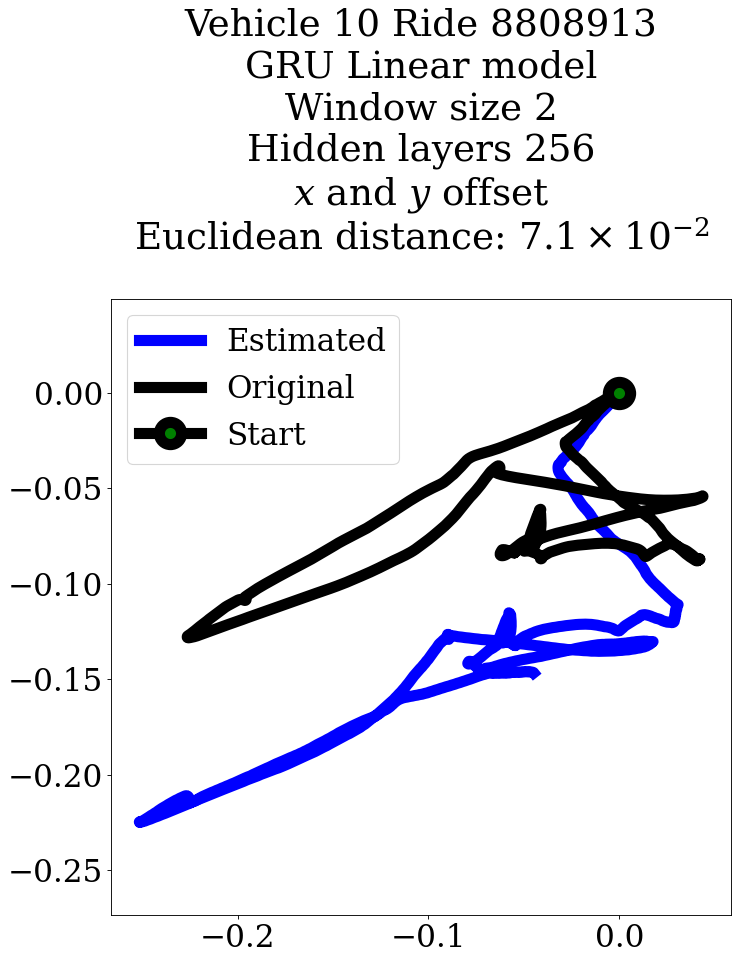 Vehicle 10 Ride 8808913
GRU Linear model
Window size 2
Hidden layers 256
x and y offset
Euclidean distance: 7.1 × 10⁻²
Estimated
Original
Start
0.00
−0.05
−0.10
−0.15
−0.20
−0.25
−0.2
−0.1
0.0